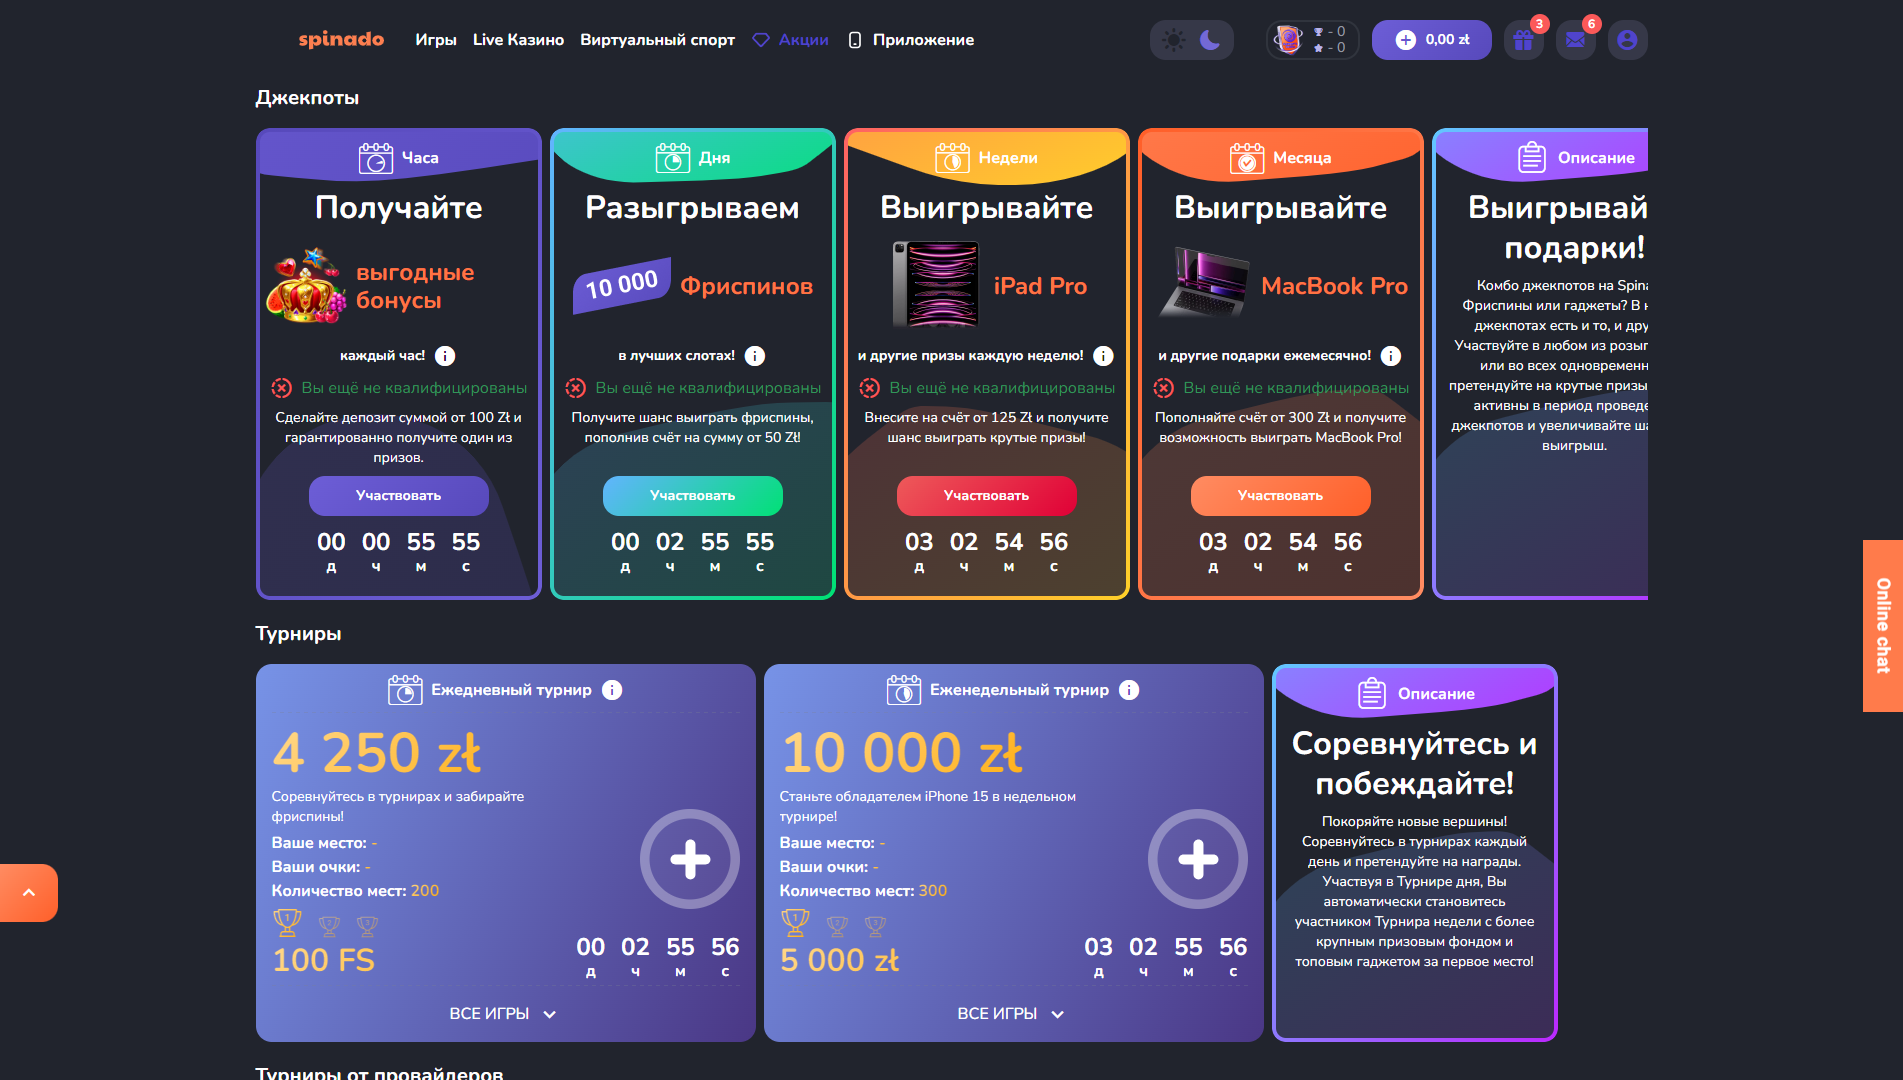 spinado
Игры
Live Казино
Виртуальный спорт
Акции
Приложение
- 0
- 0
0,00 zł
3
6
Джекпоты
Часа
Получайте
выгодные
бонусы
каждый час!
Вы ещё не квалифицированы
Сделайте депозит суммой от 100 Zł и
гарантированно получите один из
призов.
Участвовать
00 00 55 55
д ч м с
Дня
Разыгрываем
10 000
Фриспинов
в лучших слотах!
Вы ещё не квалифицированы
Получите шанс выиграть фриспины,
пополнив счёт на сумму от 50 Zł!
Участвовать
00 02 55 55
д ч м с
Недели
Выигрывайте
iPad Pro
и другие призы каждую неделю!
Вы ещё не квалифицированы
Внесите на счёт от 125 Zł и получите
шанс выиграть крутые призы!
Участвовать
03 02 54 56
д ч м с
Месяца
Выигрывайте
MacBook Pro
и другие подарки ежемесячно!
Вы ещё не квалифицированы
Пополняйте счёт от 300 Zł и получите
возможность выиграть MacBook Pro!
Участвовать
03 02 54 56
д ч м с
Описание
Выигрывай
подарки!
Комбо джекпотов на Spina
Фриспины или гаджеты? В н
джекпотах есть и то, и дру
Участвуйте в любом из розыг
или во всех одновременн
претендуйте на крутые призы
активны в период проведе
джекпотов и увеличивайте ша
выигрыш.
Online chat
Турниры
Ежедневный турнир
4 250 zł
Соревнуйтесь в турнирах и забирайте
фриспины!
Ваше место: -
Ваши очки: -
Количество мест: 200
1 2 3
100 FS
00 02 55 56
д ч м с
ВСЕ ИГРЫ
Еженедельный турнир
10 000 zł
Станьте обладателем iPhone 15 в недельном
турнире!
Ваше место: -
Ваши очки: -
Количество мест: 300
1 2 3
5 000 zł
03 02 55 56
д ч м с
ВСЕ ИГРЫ
Описание
Соревнуйтесь и
побеждайте!
Покоряйте новые вершины!
Соревнуйтесь в турнирах каждый
день и претендуйте на награды.
Участвуя в Турнире дня, Вы
автоматически становитесь
участником Турнира недели с более
крупным призовым фондом и
топовым гаджетом за первое место!
Турниры от провайдеров